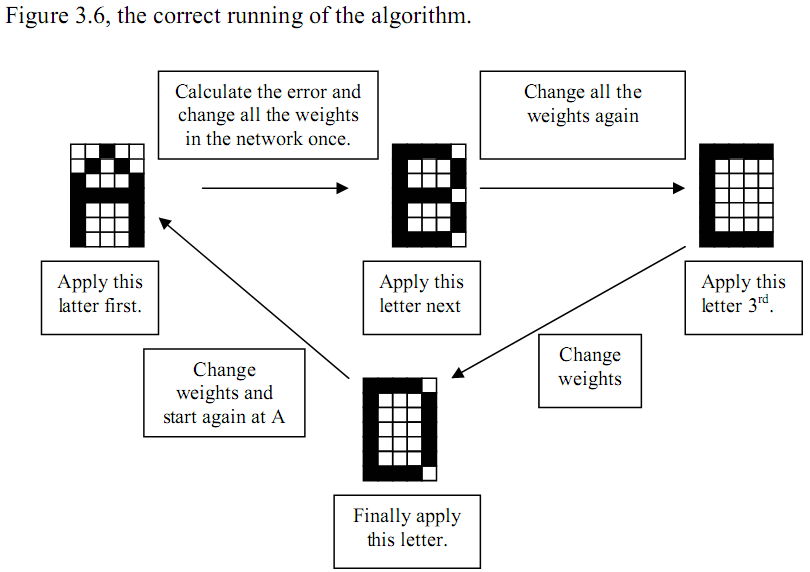 Figure 3.6, the correct running of the algorithm.
Calculate the error and
change all the weights
in the network once.
Change all the
weights again
Apply this
latter first.
Apply this
letter next
Apply this
letter 3rd.
Change
weights
Change
weights and
start again at A
Finally apply
this letter.